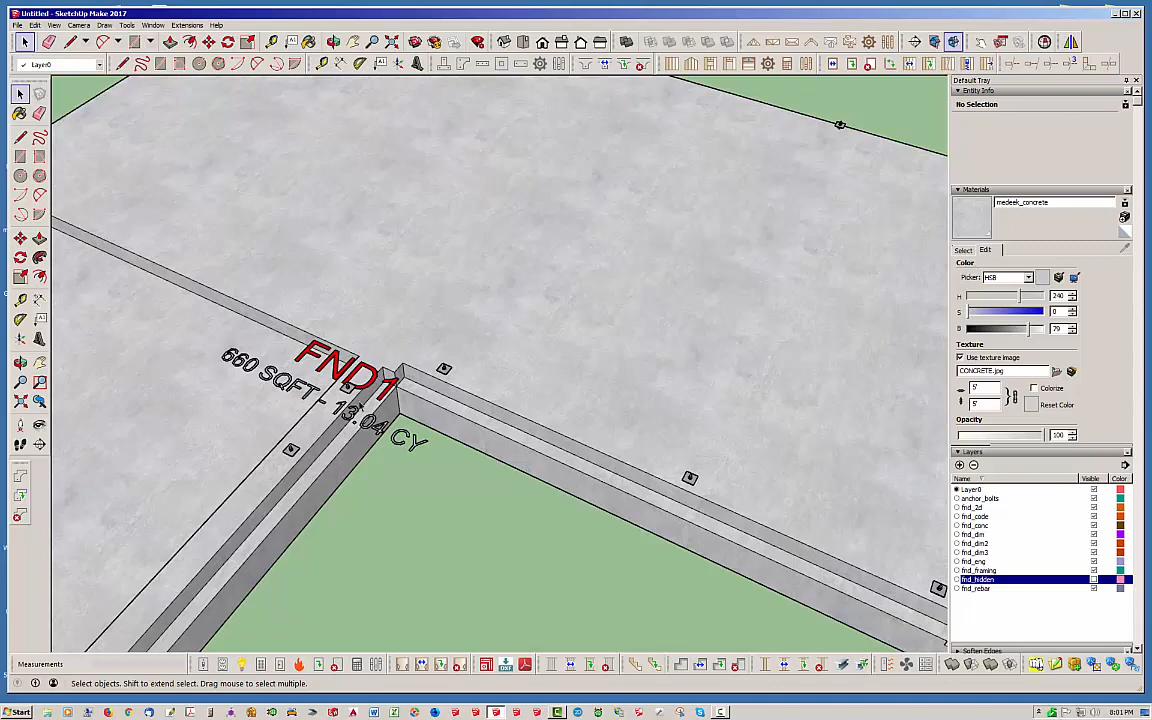 Untitled - SketchUp Make 2017
File Edit View Camera Draw Tools Window Extensions Help
Layer0
Default Tray
Entity Info
No Selection
Materials
medeek_concrete
Select Edit
Color
Picker: HSB
H 240
S 0
B 79
Texture
Use texture image
CONCRETE.jpg
5' Colorize
5' Reset Color
Opacity
100
Layers
Name Visible Color
Layer0
anchor_bolts
fnd_2d
fnd_code
fnd_conc
fnd_dim
fnd_dim2
fnd_dim3
fnd_eng
fnd_framing
fnd_hidden
fnd_rebar
Soften Edges
FND1
660 SQFT - 13.04 CY
Measurements
Select objects. Shift to extend select. Drag mouse to select multiple.
Start
8:01 PM